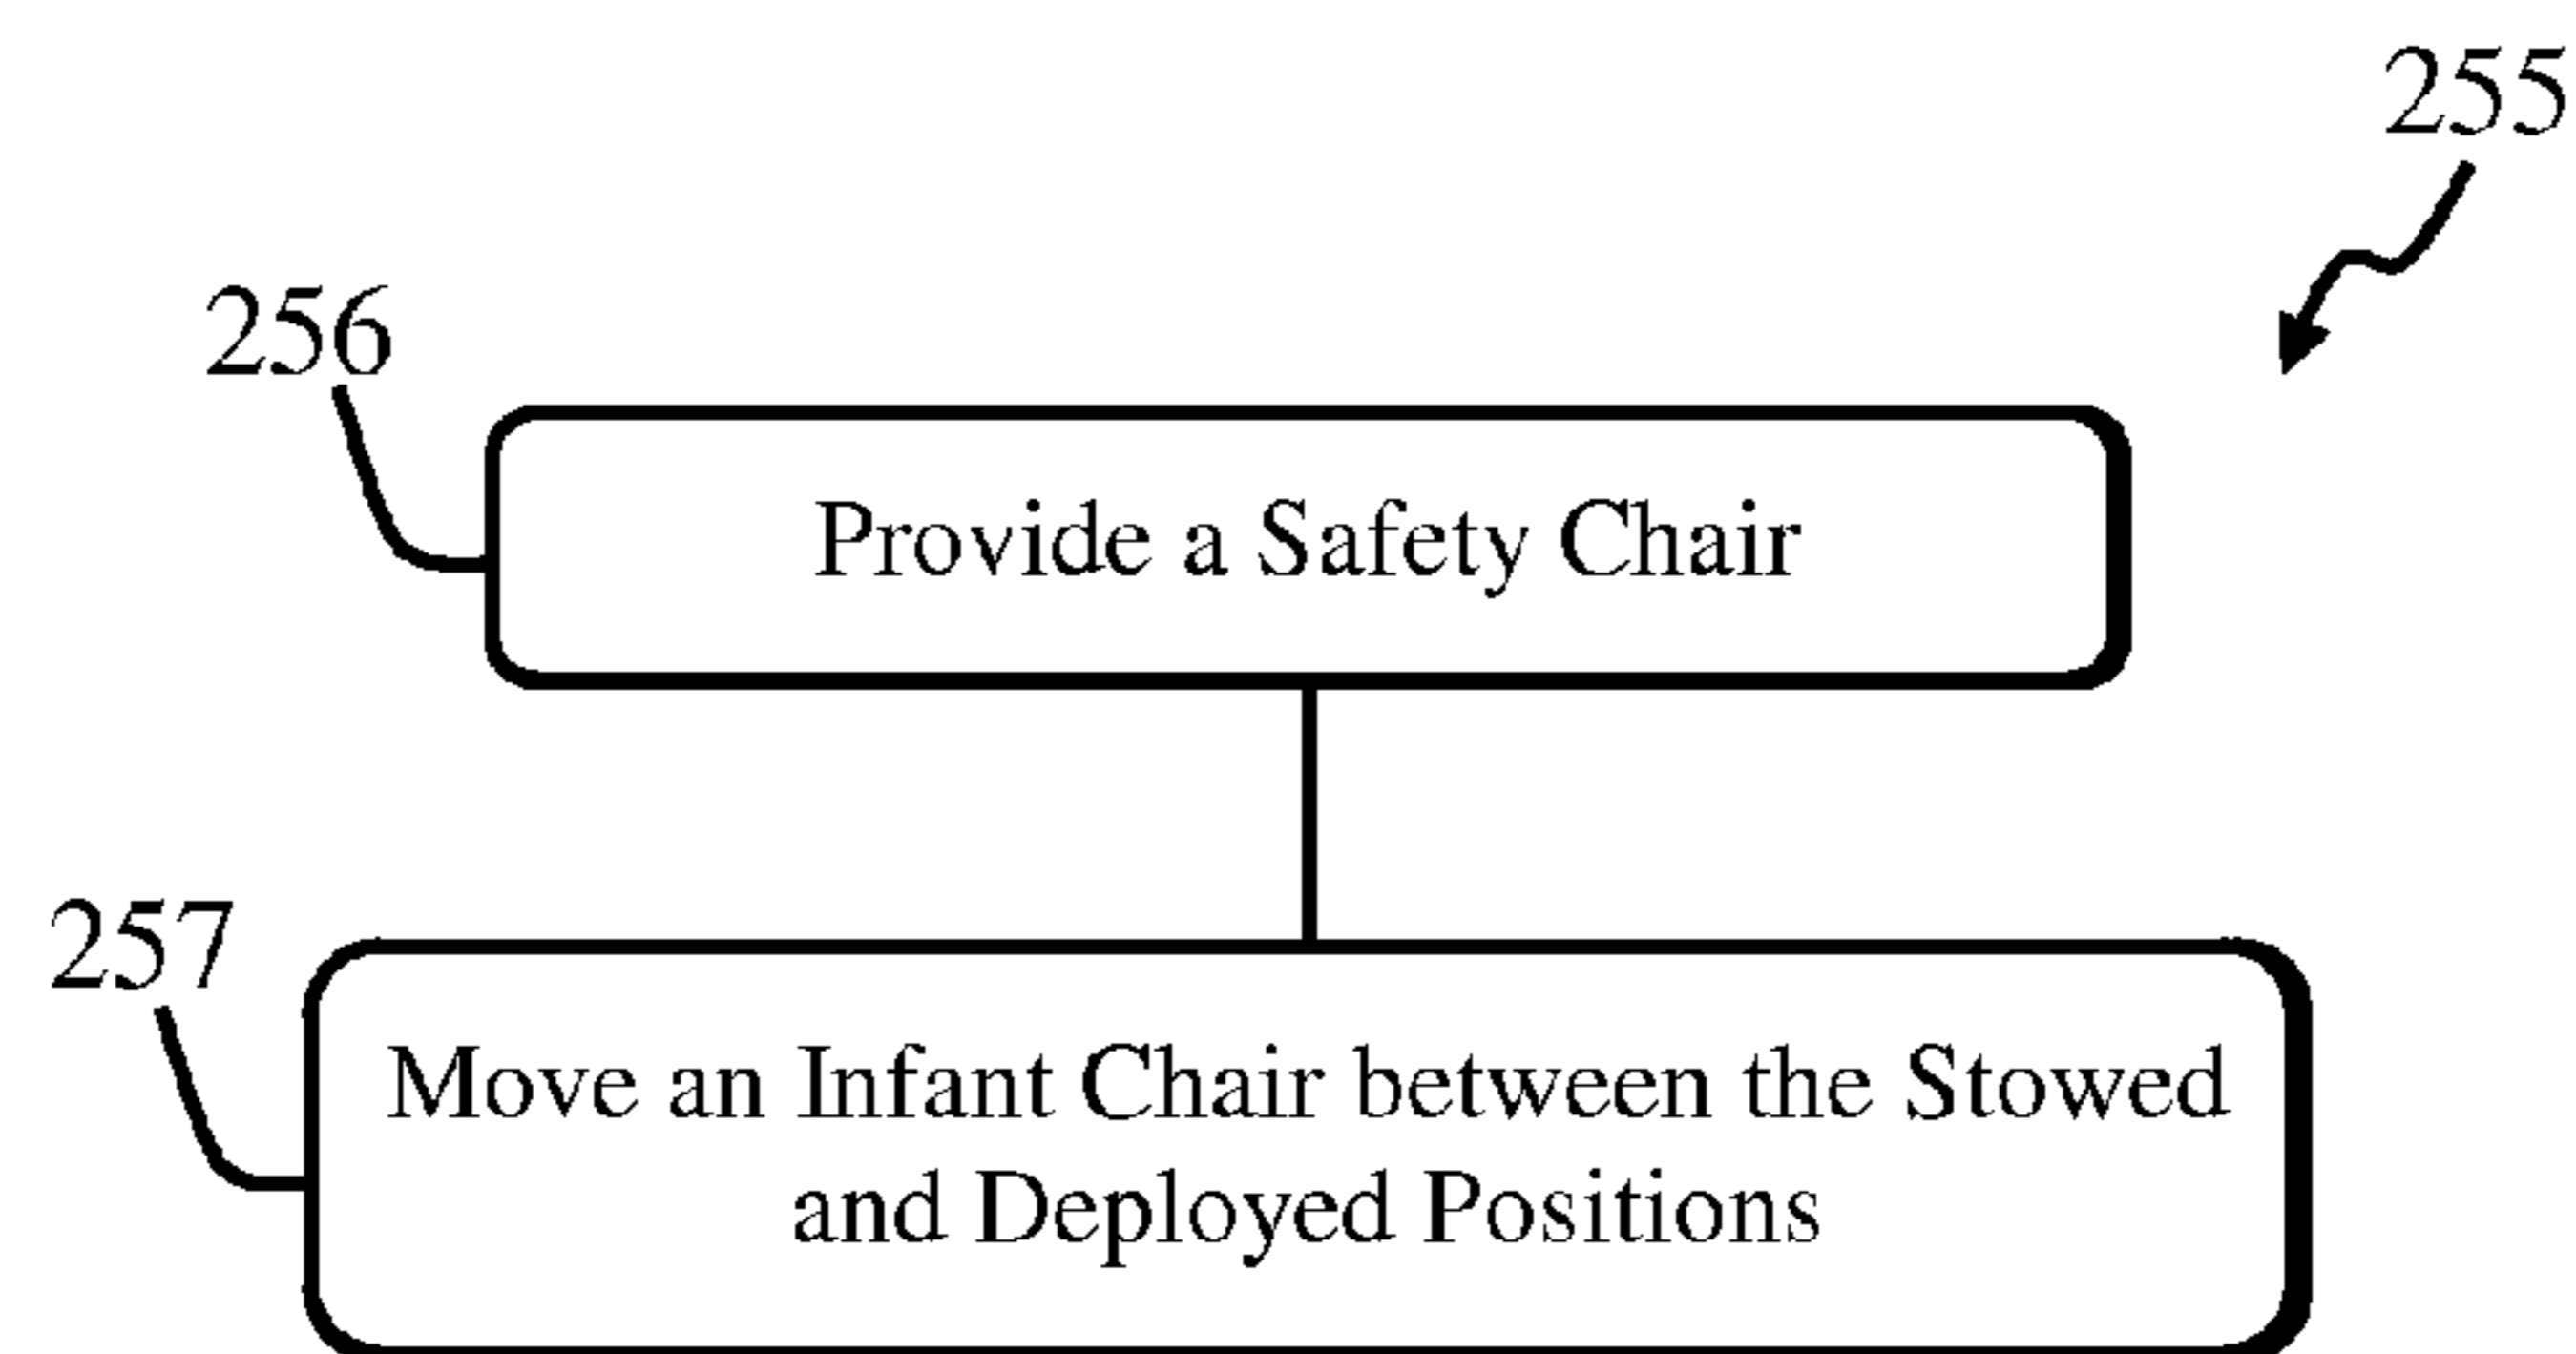 255
256
Provide a Safety Chair
257
Move an Infant Chair between the Stowed
and Deployed Positions